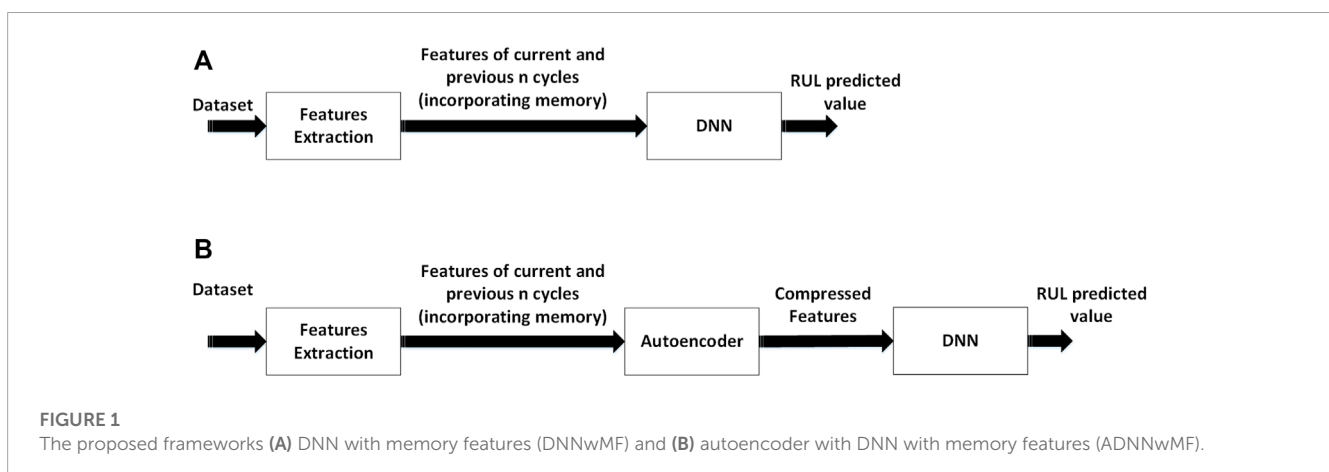 A
Dataset
Features
Extraction
Features of current and
previous n cycles
(incorporating memory)
DNN
RUL predicted
value
B
Dataset
Features
Extraction
Features of current and
previous n cycles
(incorporating memory)
Autoencoder
Compressed
Features
DNN
RUL predicted
value
FIGURE 1
The proposed frameworks (A) DNN with memory features (DNNwMF) and (B) autoencoder with DNN with memory features (ADNNwMF).